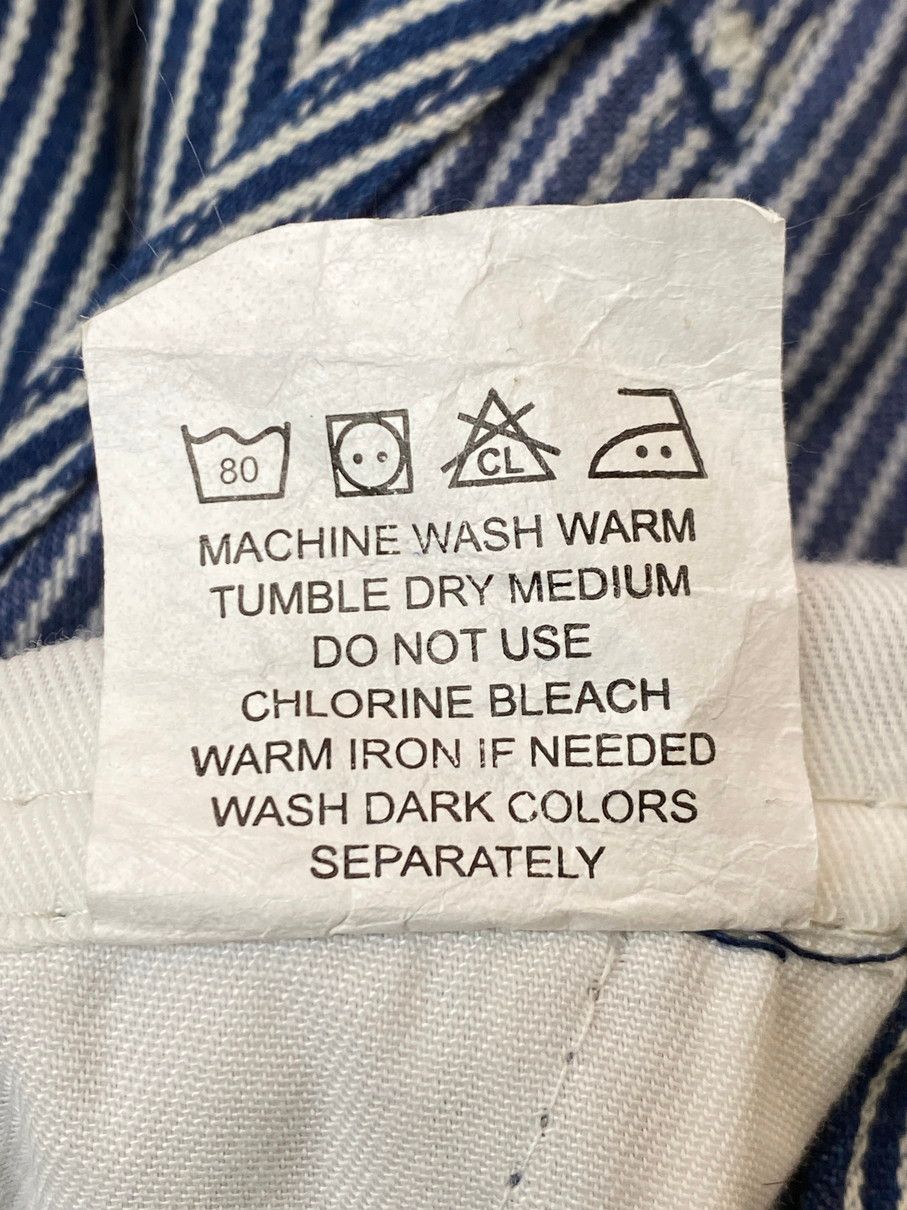 80 CL
MACHINE WASH WARM
TUMBLE DRY MEDIUM
DO NOT USE
CHLORINE BLEACH
WARM IRON IF NEEDED
WASH DARK COLORS
SEPARATELY